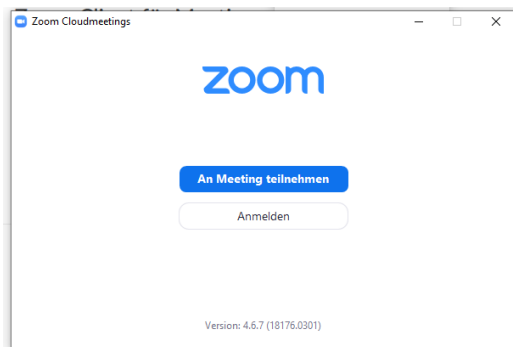 Zoom Cloudmeetings
zoom
An Meeting teilnehmen
Anmelden
Version: 4.6.7 (18176.0301)